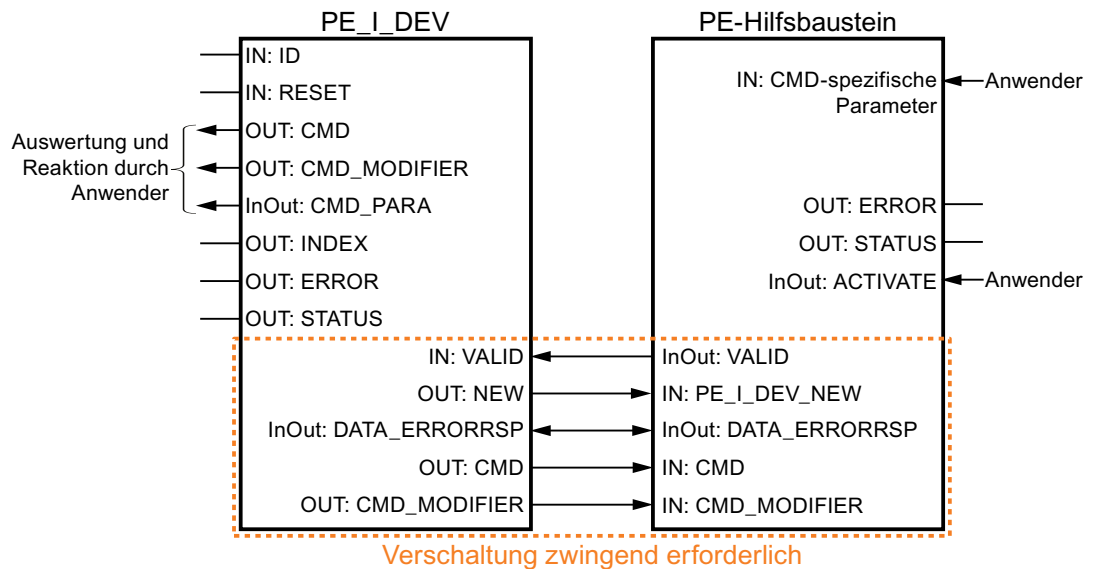 PE_I_DEV
PE-Hilfsbaustein
IN: ID
IN: RESET
OUT: CMD
OUT: CMD_MODIFIER
InOut: CMD_PARA
OUT: INDEX
OUT: ERROR
OUT: STATUS
Auswertung und
Reaktion durch
Anwender
IN: CMD-spezifische
Parameter
Anwender
OUT: ERROR
OUT: STATUS
InOut: ACTIVATE
Anwender
IN: VALID
InOut: VALID
OUT: NEW
IN: PE_I_DEV_NEW
InOut: DATA_ERRORRSP
InOut: DATA_ERRORRSP
OUT: CMD
IN: CMD
OUT: CMD_MODIFIER
IN: CMD_MODIFIER
Verschaltung zwingend erforderlich